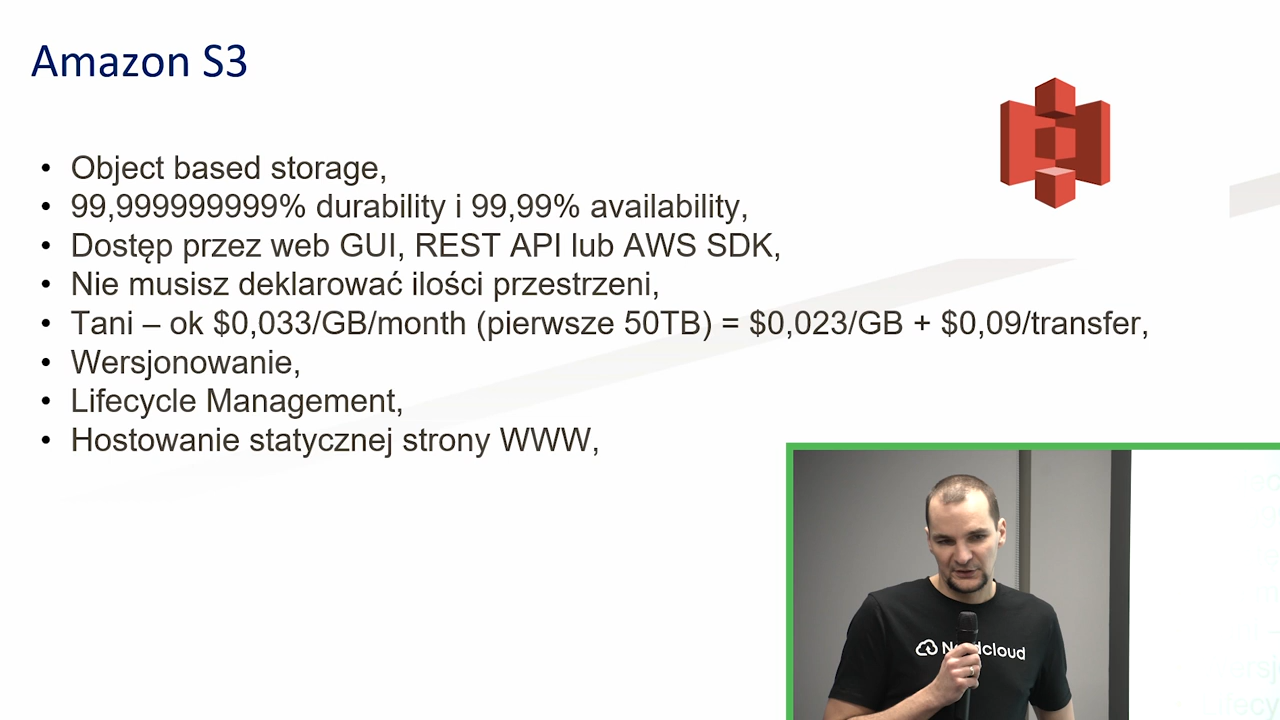 Amazon S3
• Object based storage,
• 99,999999999% durability i 99,99% availability,
• Dostęp przez web GUI, REST API lub AWS SDK,
• Nie musisz deklarować ilości przestrzeni,
• Tani – ok $0,033/GB/month (pierwsze 50TB) = $0,023/GB + $0,09/transfer,
• Wersjonowanie,
• Lifecycle Management,
• Hostowanie statycznej strony WWW,